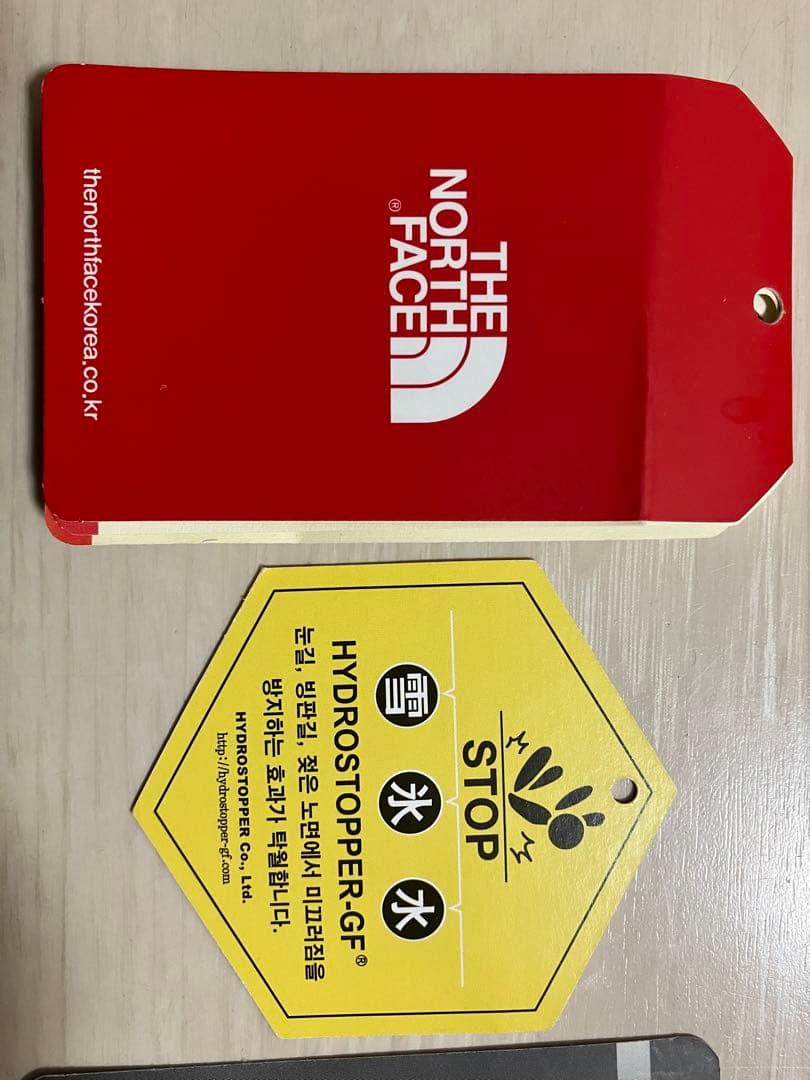 THE
NORTH
FACE
®
thenorthfacekorea.co.kr
STOP
雪 氷 水
HYDROSTOPPER-GF®
눈길, 빙판길, 젖은 노면에서 미끄러짐을
방지하는 효과가 탁월합니다.
HYDROSTOPPER Co., Ltd.
http://hydrostopper-gf.com